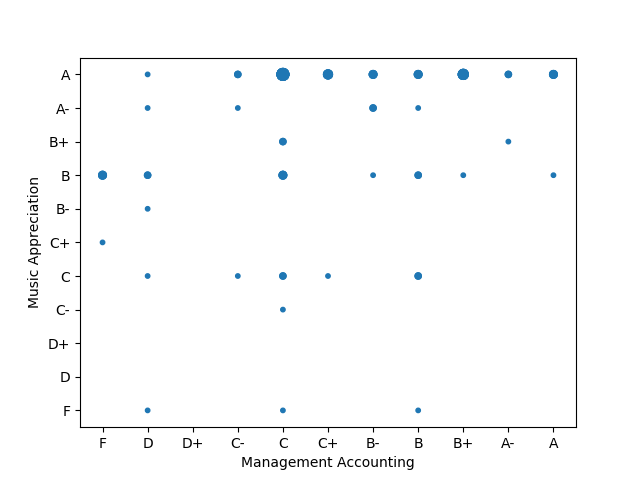 A
A-
B+
B
B-
C+
C
C-
D+
D
F
Music Appreciation
F D D+ C- C C+ B- B B+ A- A
Management Accounting